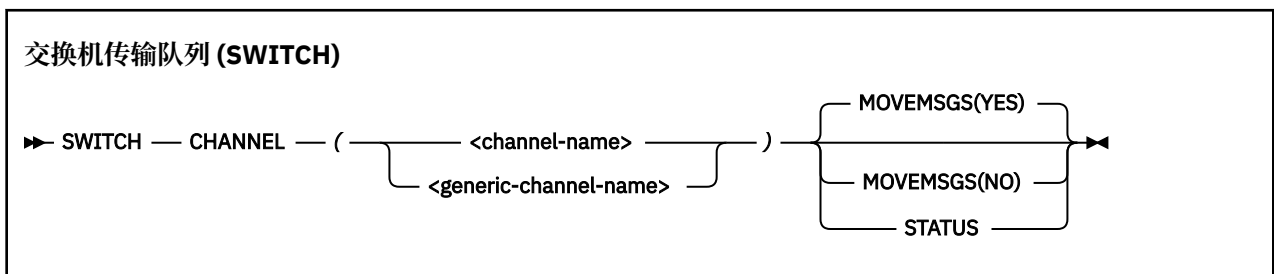 交换机传输队列 (SWITCH)
MOVEMSGS(YES)
SWITCH CHANNEL ( <channel-name> )
<generic-channel-name>
MOVEMSGS(NO)
STATUS